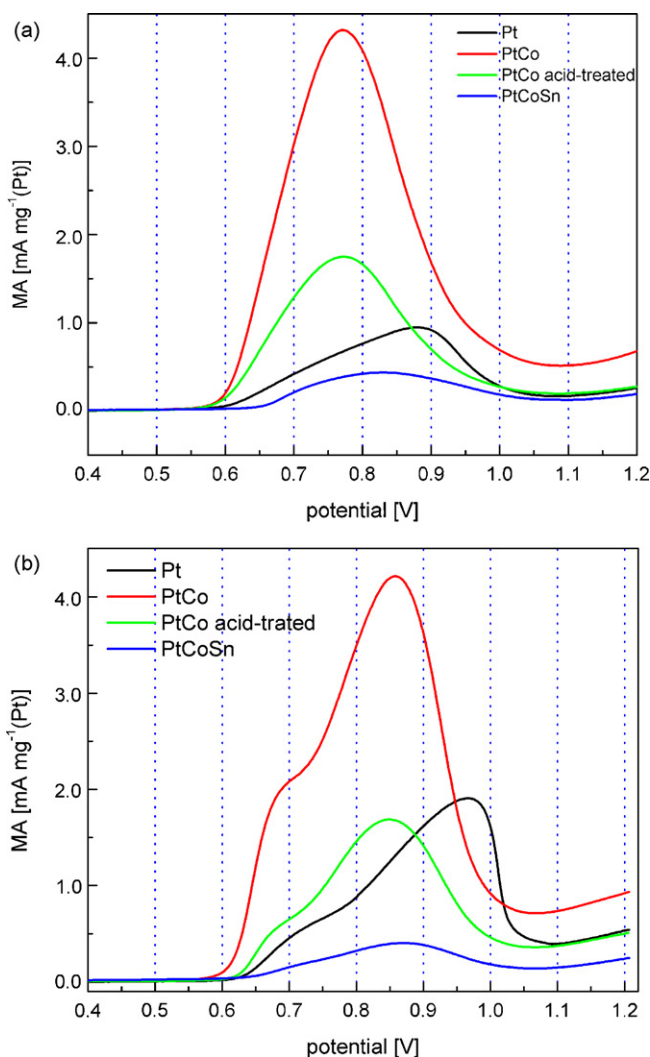 (a)
Pt
PtCo
PtCo acid-treated
PtCoSn
MA [mA mg⁻¹(Pt)]
4.0
3.0
2.0
1.0
0.0
0.4 0.5 0.6 0.7 0.8 0.9 1.0 1.1 1.2
potential [V]
(b)
Pt
PtCo
PtCo acid-trated
PtCoSn
MA [mA mg⁻¹(Pt)]
4.0
3.0
2.0
1.0
0.0
0.4 0.5 0.6 0.7 0.8 0.9 1.0 1.1 1.2
potential [V]